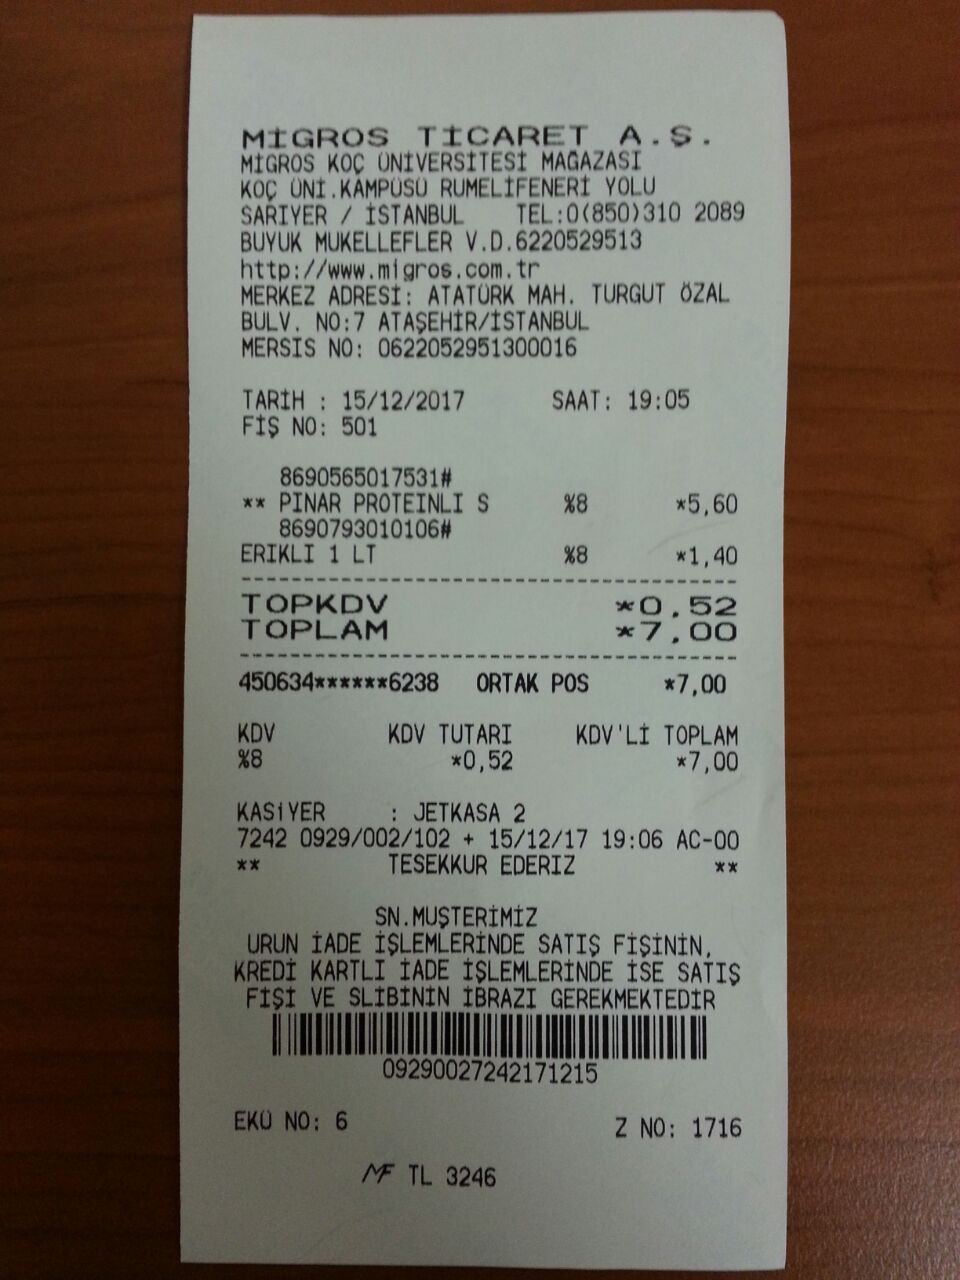 MİGROS TİCARET A.Ş.
MİGROS KOÇ ÜNİVERSİTESİ MAĞAZASI
KOÇ ÜNİ.KAMPÜSÜ RUMELİFENERİ YOLU
SARIYER / İSTANBUL TEL:0(850)310 2089
BÜYÜK MÜKELLEFLER V.D.6220529513
http://www.migros.com.tr
MERKEZ ADRESİ: ATATÜRK MAH. TURGUT ÖZAL
BULV. NO:7 ATAŞEHİR/İSTANBUL
MERSİS NO: 0622052951300016
TARİH : 15/12/2017 SAAT: 19:05
FİŞ NO: 501
8690565017531#
** PINAR PROTEINLI S %8 *5,60
8690793010106#
ERIKLI 1 LT %8 *1,40
TOPKDV *0,52
TOPLAM *7,00
450634******6238 ORTAK POS *7,00
KDV KDV TUTARI KDV'Lİ TOPLAM
%8 *0,52 *7,00
KASİYER : JETKASA 2
7242 0929/002/102 + 15/12/17 19:06 AC-00
** TESEKKUR EDERIZ **
SN.MÜŞTERİMİZ
ÜRÜN İADE İŞLEMLERİNDE SATIŞ FİŞİNİN,
KREDİ KARTLI İADE İŞLEMLERİNDE İSE SATIŞ
FİŞİ VE SLİBİNİN İBRAZI GEREKMEKTEDİR
09290027242171215
EKÜ NO: 6 Z NO: 1716
MF TL 3246